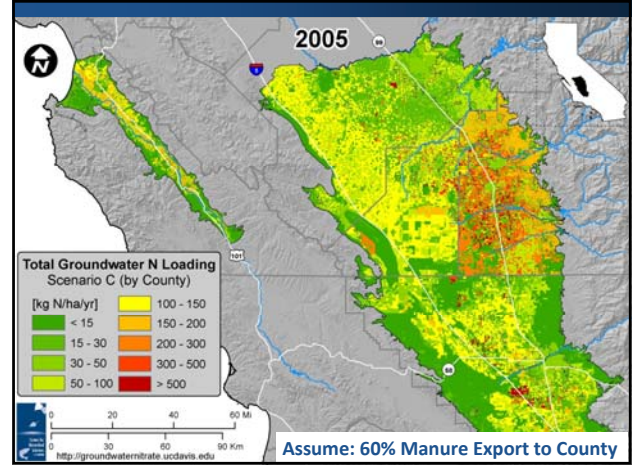 2005
N
99
5
101
58
Total Groundwater N Loading
Scenario C (by County)
[kg N/ha/yr]
< 15
15 - 30
30 - 50
50 - 100
100 - 150
150 - 200
200 - 300
300 - 500
> 500
0 20 40 60 Mi
0 30 60 90 Km
http://groundwaternitrate.ucdavis.edu
Assume: 60% Manure Export to County